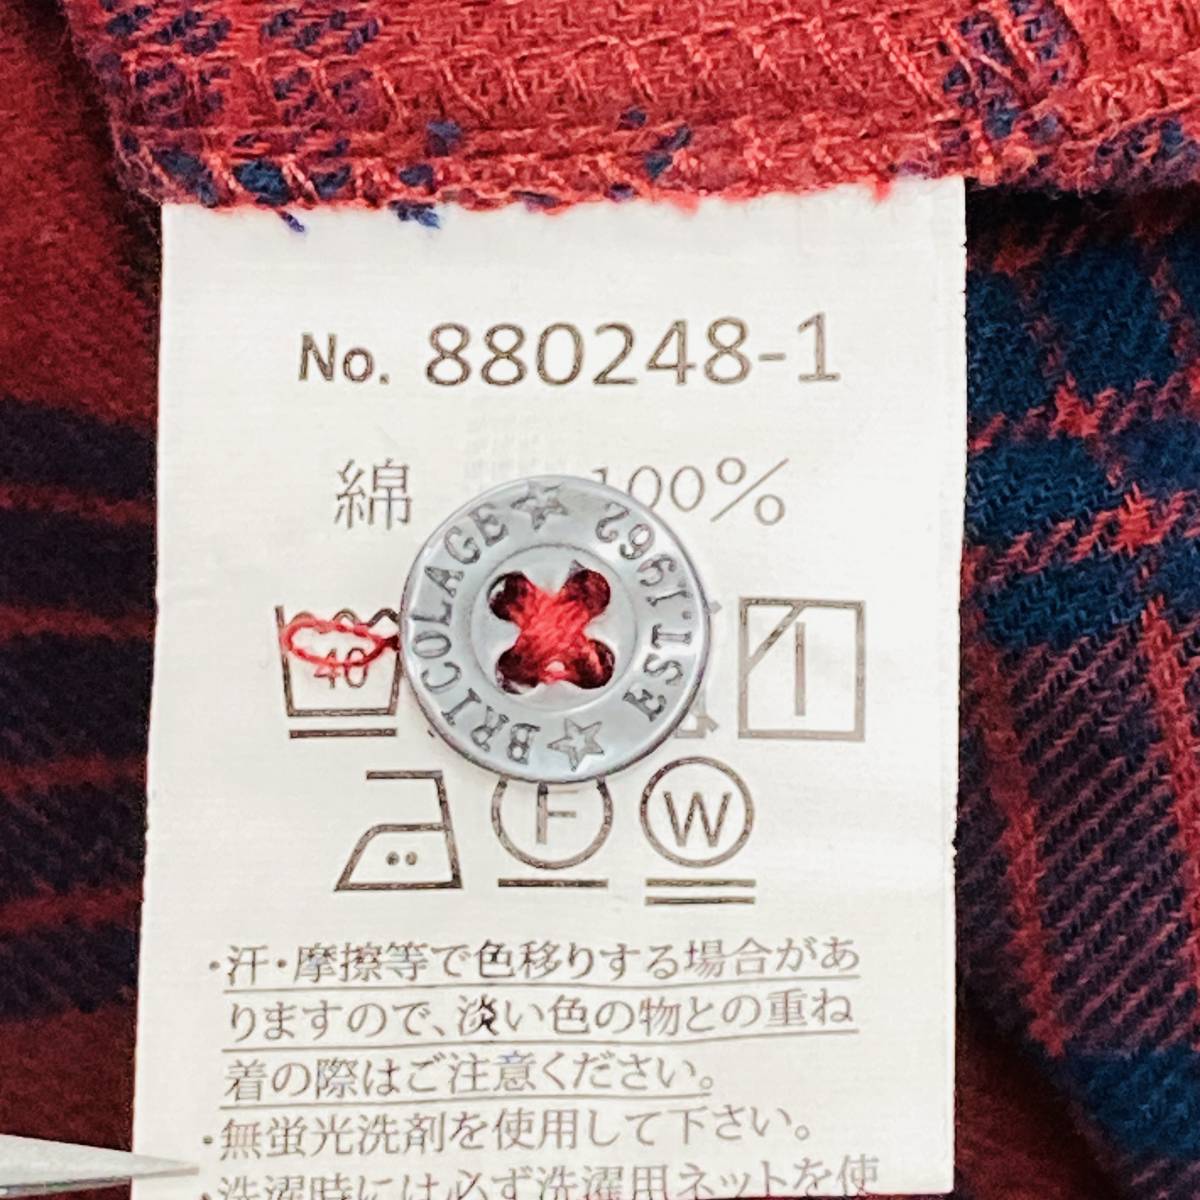 No. 880248-1
綿 100%
BRICOLAGE ☆ 1962 EST. ☆
40
F W
・汗・摩擦等で色移りする場合があ
りますので、淡い色の物との重ね
着の際はご注意ください。
・無蛍光洗剤を使用して下さい。
・洗濯時には必ず洗濯用ネットを使